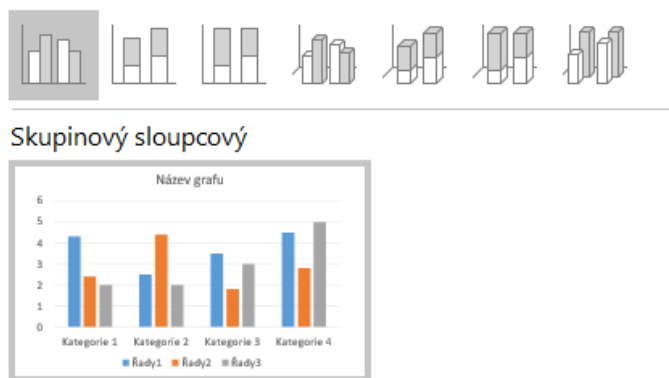 Skupinový sloupcový
Název grafu
6
5
4
3
2
1
0
Kategorie 1 Kategorie 2 Kategorie 3 Kategorie 4
Řady1 Řady2 Řady3